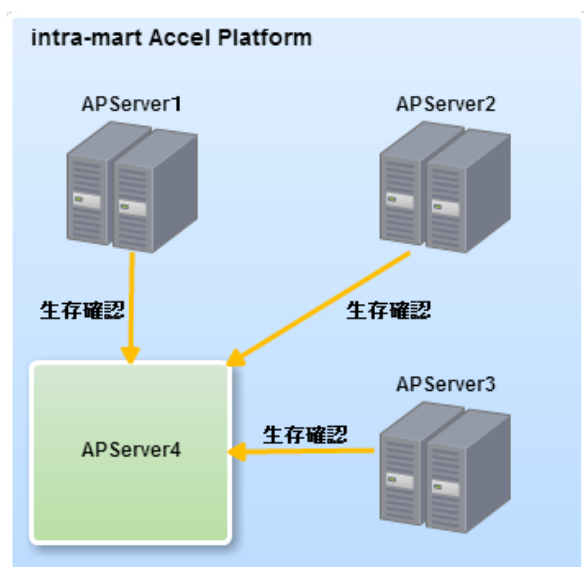 intra-mart Accel Platform
APServer1
APServer2
生存確認
生存確認
APServer3
生存確認
APServer4